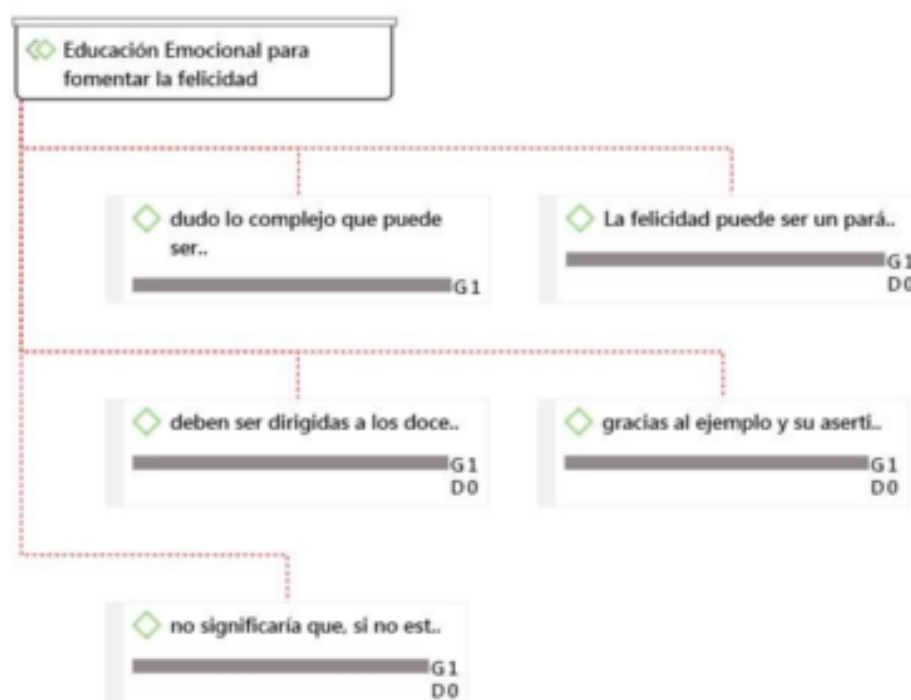 Educación Emocional para
fomentar la felicidad
dudo lo complejo que puede
ser..
G1
La felicidad puede ser un pará..
G1
D0
deben ser dirigidas a los doce..
G1
D0
gracias al ejemplo y su aserti..
G1
D0
no significaría que, si no est..
G1
D0